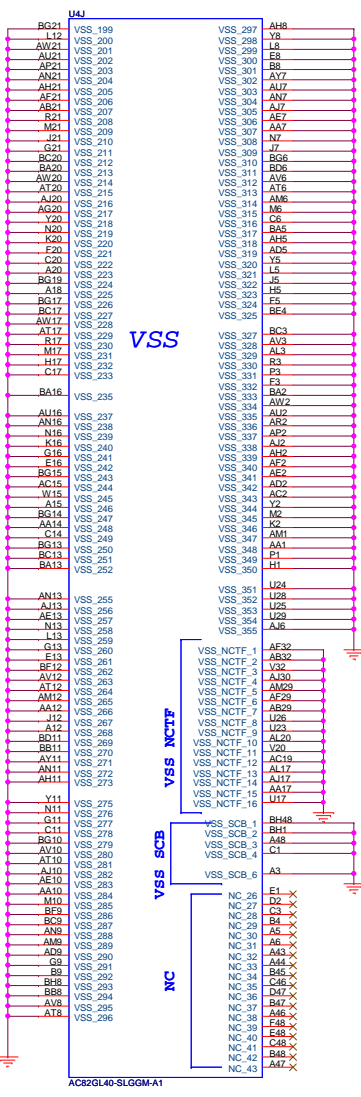 U4J
BG21 VSS_199
L12 VSS_200
AW21 VSS_201
AU21 VSS_202
AP21 VSS_203
AN21 VSS_204
AH21 VSS_205
AF21 VSS_206
AB21 VSS_207
R21 VSS_208
M21 VSS_209
J21 VSS_210
G21 VSS_211
BC20 VSS_212
BA20 VSS_213
AW20 VSS_214
AT20 VSS_215
AJ20 VSS_216
AG20 VSS_217
Y20 VSS_218
N20 VSS_219
K20 VSS_220
F20 VSS_221
C20 VSS_222
A20 VSS_223
BG19 VSS_224
A18 VSS_225
BG17 VSS_226
BC17 VSS_227
AW17 VSS_228
AT17 VSS_229
R17 VSS_230
M17 VSS_231
H17 VSS_232
C17 VSS_233
BA16 VSS_235
AU16 VSS_237
AN16 VSS_238
N16 VSS_239
K16 VSS_240
G16 VSS_241
E16 VSS_242
BG15 VSS_243
AC15 VSS_244
W15 VSS_245
A15 VSS_246
BG14 VSS_247
AA14 VSS_248
C14 VSS_249
BG13 VSS_250
BC13 VSS_251
BA13 VSS_252
AN13 VSS_255
AJ13 VSS_256
AE13 VSS_257
N13 VSS_258
L13 VSS_259
G13 VSS_260
E13 VSS_261
BF12 VSS_262
AV12 VSS_263
AT12 VSS_264
AM12 VSS_265
AA12 VSS_266
J12 VSS_267
A12 VSS_268
BD11 VSS_269
BB11 VSS_270
AY11 VSS_271
AN11 VSS_272
AH11 VSS_273
Y11 VSS_275
N11 VSS_276
G11 VSS_277
C11 VSS_278
BG10 VSS_279
AV10 VSS_280
AT10 VSS_281
AJ10 VSS_282
AE10 VSS_283
AA10 VSS_284
M10 VSS_285
BF9 VSS_286
BC9 VSS_287
AN9 VSS_288
AM9 VSS_289
AD9 VSS_290
G9 VSS_291
B9 VSS_292
BH8 VSS_293
BB8 VSS_294
AV8 VSS_295
AT8 VSS_296
VSS
VSS_297 AH8
VSS_298 Y8
VSS_299 L8
VSS_300 E8
VSS_301 B8
VSS_302 AY7
VSS_303 AU7
VSS_304 AN7
VSS_305 AJ7
VSS_306 AE7
VSS_307 AA7
VSS_308 N7
VSS_309 J7
VSS_310 BG6
VSS_311 BD6
VSS_312 AV6
VSS_313 AT6
VSS_314 AM6
VSS_315 M6
VSS_316 C6
VSS_317 BA5
VSS_318 AH5
VSS_319 AD5
VSS_320 Y5
VSS_321 L5
VSS_322 J5
VSS_323 H5
VSS_324 F5
VSS_325 BE4
VSS_327 BC3
VSS_328 AV3
VSS_329 AL3
VSS_330 R3
VSS_331 P3
VSS_332 F3
VSS_333 BA2
VSS_334 AW2
VSS_335 AU2
VSS_336 AR2
VSS_337 AP2
VSS_338 AJ2
VSS_339 AH2
VSS_340 AF2
VSS_341 AE2
VSS_342 AD2
VSS_343 AC2
VSS_344 Y2
VSS_345 M2
VSS_346 K2
VSS_347 AM1
VSS_348 AA1
VSS_349 P1
VSS_350 H1
VSS_351 U24
VSS_352 U28
VSS_353 U25
VSS_354 U29
VSS_355 AJ6
VSS NCTF
VSS_NCTF_1 AF32
VSS_NCTF_2 AB32
VSS_NCTF_3 V32
VSS_NCTF_4 AJ30
VSS_NCTF_5 AM29
VSS_NCTF_6 AF29
VSS_NCTF_7 AB29
VSS_NCTF_8 U26
VSS_NCTF_9 U23
VSS_NCTF_10 AL20
VSS_NCTF_11 V20
VSS_NCTF_12 AC19
VSS_NCTF_13 AL17
VSS_NCTF_14 AJ17
VSS_NCTF_15 AA17
VSS_NCTF_16 U17
VSS SCB
VSS_SCB_1 BH48
VSS_SCB_2 BH1
VSS_SCB_3 A48
VSS_SCB_4 C1
VSS_SCB_6 A3
NC
NC_26 E1
NC_27 D2
NC_28 C3
NC_29 B4
NC_30 A5
NC_31 A6
NC_32 A43
NC_33 A44
NC_34 B45
NC_35 C46
NC_36 D47
NC_37 B47
NC_38 A46
NC_39 F48
NC_40 E48
NC_41 C48
NC_42 B48
NC_43 A47
AC82GL40-SLGGM-A1